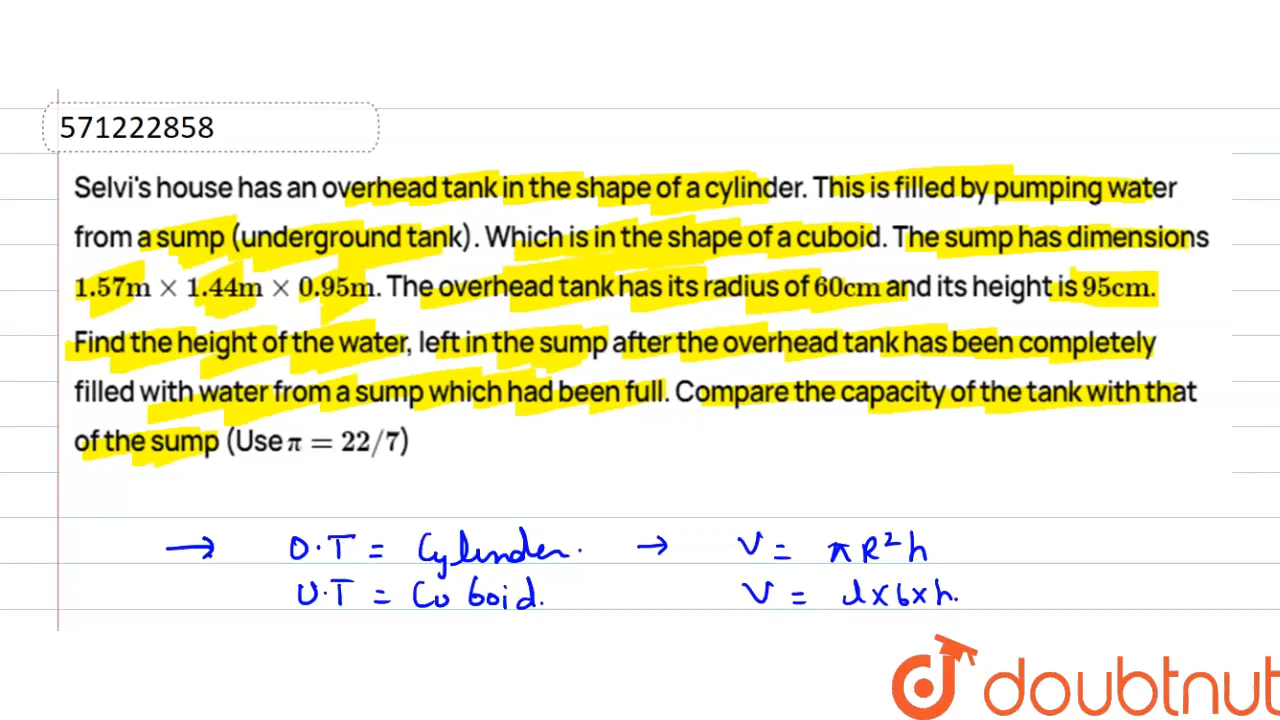 571222858
Selvi's house has an overhead tank in the shape of a cylinder. This is filled by pumping water
from a sump (underground tank). Which is in the shape of a cuboid. The sump has dimensions
1.57m × 1.44m × 0.95m. The overhead tank has its radius of 60cm and its height is 95cm.
Find the height of the water, left in the sump after the overhead tank has been completely
filled with water from a sump which had been full. Compare the capacity of the tank with that
of the sump (Use π = 22/7)
→ O.T = Cylinder. → V = πR²h
U.T = Cuboid. V = l×b×h.
doubtnut